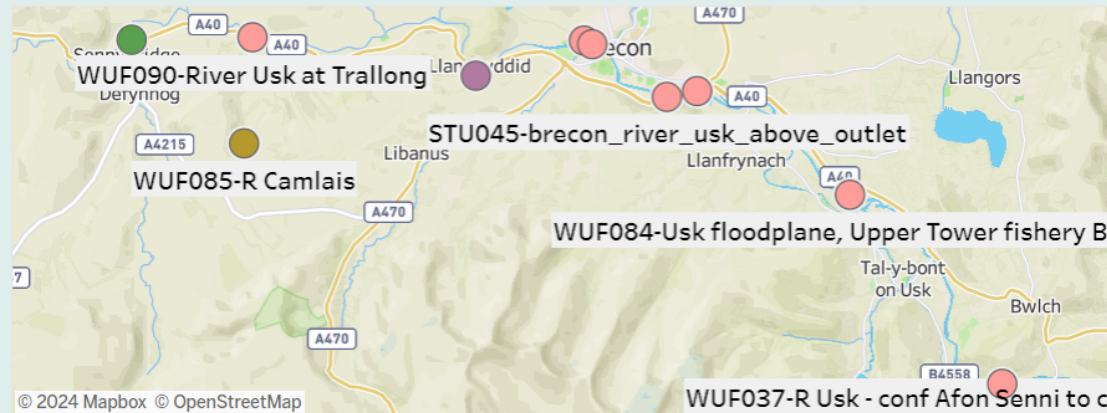 A470
A40
Brecon
A40
WUF090-River Usk at Trallong
Defynnog
Llangors
A40
STU045-brecon_river_usk_above_outlet
A4215
Libanus
Llanfrynach
WUF085-R Camlais
A40
A470
WUF084-Usk floodplane, Upper Tower fishery B
Tal-y-bont
on Usk
7
Bwlch
A470
B4558
WUF037-R Usk - conf Afon Senni to c
© 2024 Mapbox © OpenStreetMap